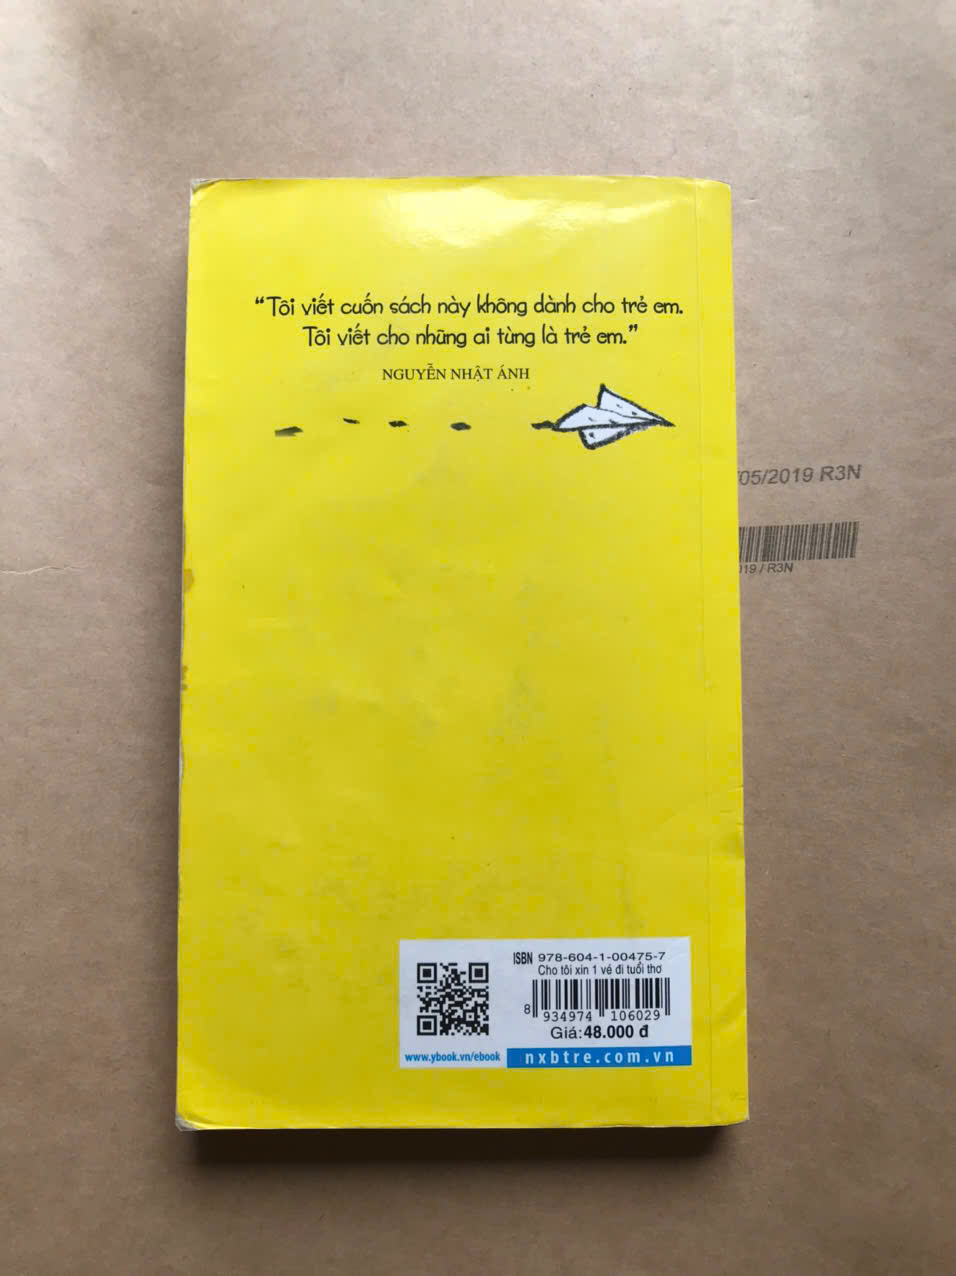 “Tôi viết cuốn sách này không dành cho trẻ em.
Tôi viết cho những ai từng là trẻ em.”
NGUYỄN NHẬT ÁNH
/05/2019 R3N
019 / R3N
ISBN 978-604-1-00475-7
Cho tôi xin 1 vé đi tuổi thơ
8 934974 106029
Giá: 48.000 đ
www.ybook.vn/ebook
nxbtre.com.vn